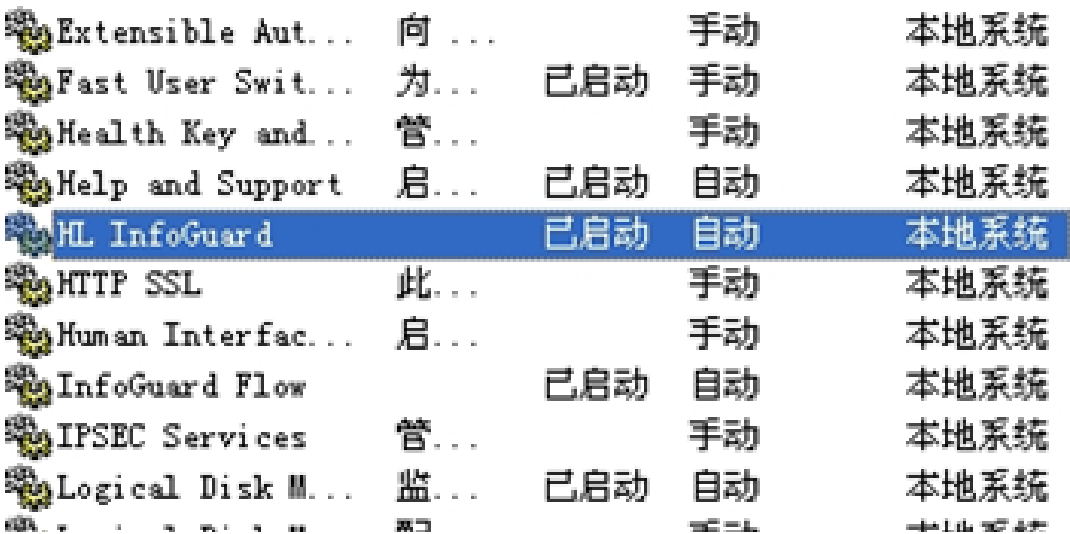 Extensible Aut... 向 ... 手动 本地系统
Fast User Swit... 为... 已启动 手动 本地系统
Health Key and... 管... 手动 本地系统
Help and Support 启... 已启动 自动 本地系统
HL InfoGuard 已启动 自动 本地系统
HTTP SSL 此... 手动 本地系统
Human Interfac... 启... 手动 本地系统
InfoGuard Flow 已启动 自动 本地系统
IPSEC Services 管... 手动 本地系统
Logical Disk M... 监... 已启动 自动 本地系统